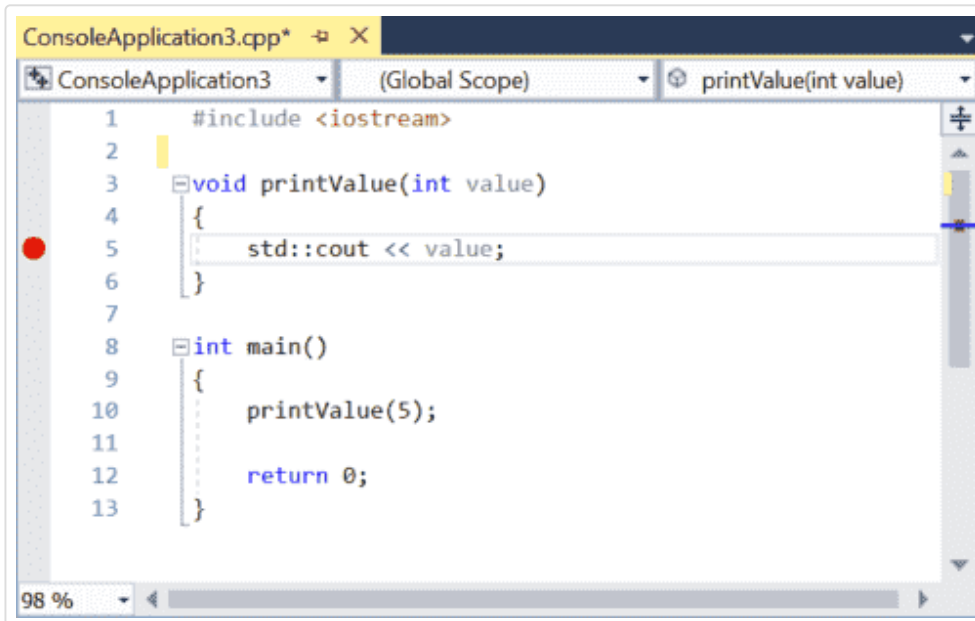 ConsoleApplication3.cpp*
ConsoleApplication3 (Global Scope) printValue(int value)
1 #include <iostream>
2
3 void printValue(int value)
4 {
5 std::cout << value;
6 }
7
8 int main()
9 {
10 printValue(5);
11
12 return 0;
13 }
98 %